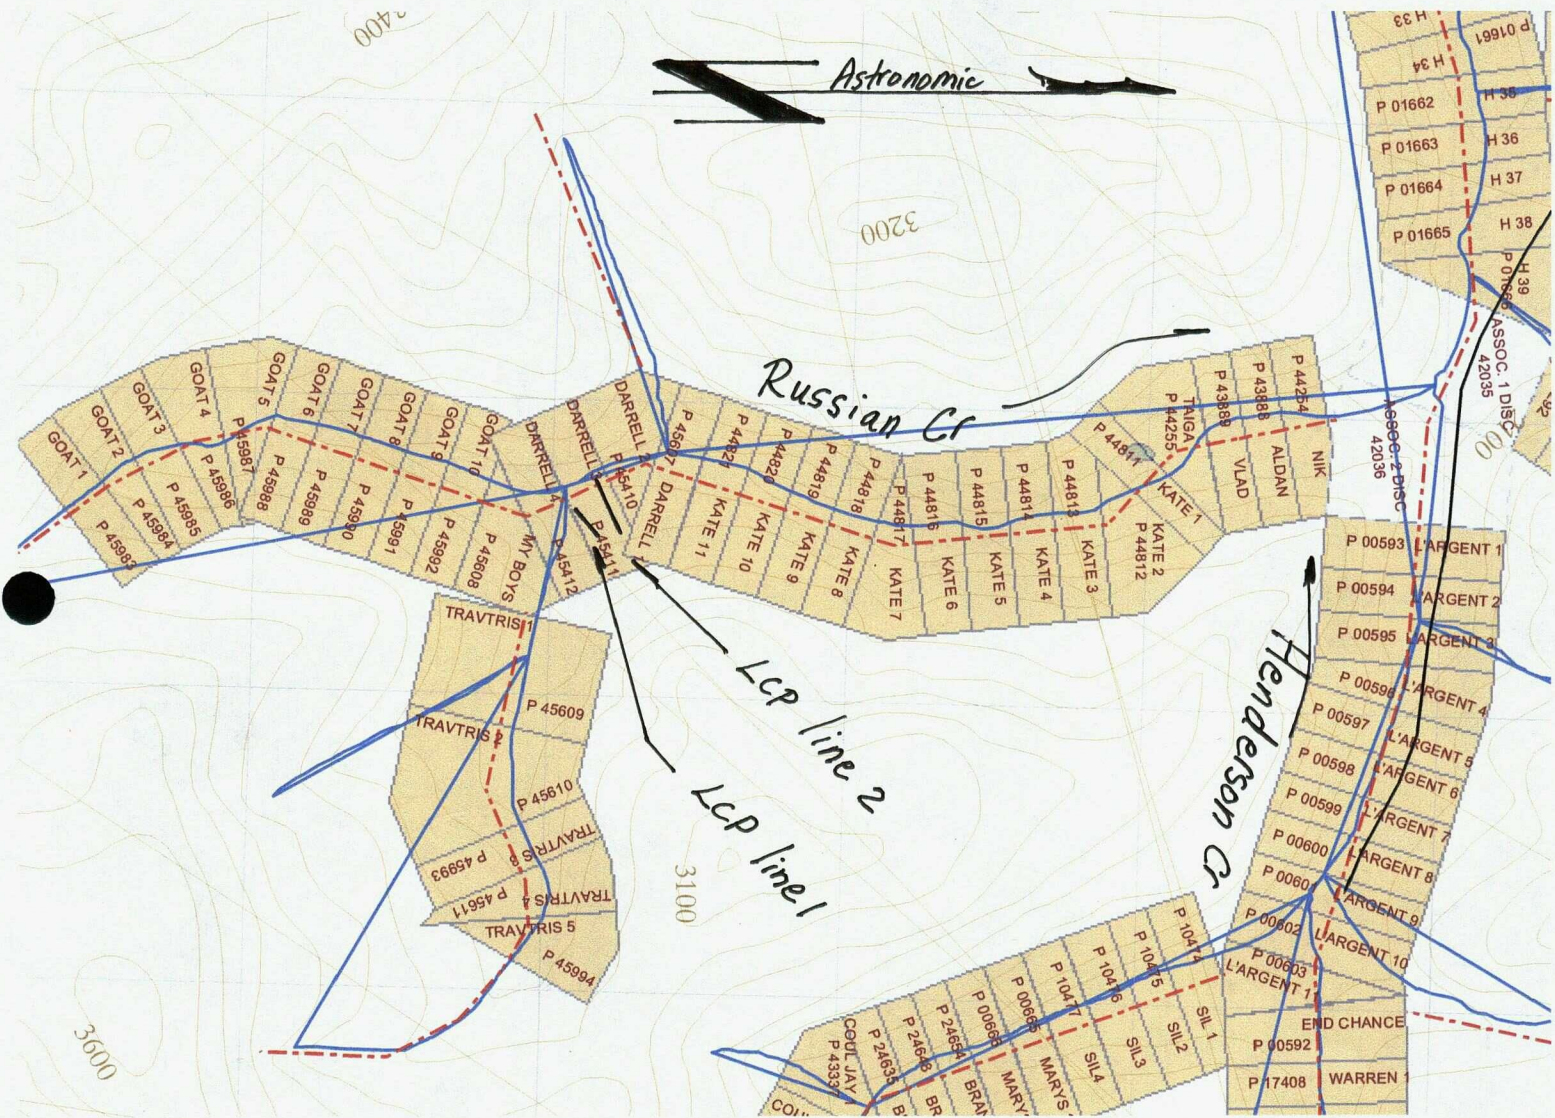 3400
Astronomic
H 33
P 01661
H 34
P 01662
H 35
P 01663
H 36
P 01664
H 37
P 01665
H 38
H 39
3200
ASSOC. 1 DISC
42035
ASSOC. 2 DISC
42036
Russian Cr
GOAT 1
GOAT 2
GOAT 3
GOAT 4
GOAT 5
GOAT 6
GOAT 7
GOAT 8
GOAT 9
GOAT 10
DARRELL 4
DARRELL 3
DARRELL 2
DARRELL
P 45983
P 45984
P 45985
P 45986
P 45987
P 45988
P 45989
P 45990
P 45991
P 45992
P 45608
MY BOYS
P 45412
P 45411
P 45410
P 45607
P 44821
P 44820
P 44819
P 44818
P 44817
P 44816
P 44815
P 44814
P 44813
P 44811
TAIGA
P 44255
P 43889
P 43888
P 44254
VLAD
ALDAN
NIK
KATE 11
KATE 10
KATE 9
KATE 8
KATE 7
KATE 6
KATE 5
KATE 4
KATE 3
KATE 2
P 44812
KATE 1
LCP line 2
LCP line 1
Henderson Cr
TRAVTRIS 1
P 45609
TRAVTRIS 2
P 45610
TRAVTRIS 3
P 45993
TRAVTRIS 4
P 45611
TRAVTRIS 5
P 45994
3100
3600
P 00593
L'ARGENT 1
P 00594
L'ARGENT 2
P 00595
L'ARGENT 3
P 00596
L'ARGENT 4
P 00597
L'ARGENT 5
P 00598
L'ARGENT 6
P 00599
L'ARGENT 7
P 00600
L'ARGENT 8
P 00601
L'ARGENT 9
P 00602
L'ARGENT 10
P 00603
END CHANCE
P 00592
P 17408
WARREN 1
P 10474
P 10475
P 10476
P 10477
P 00665
P 00666
P 24654
P 24648
P 24635
COUL JAY
SIL 1
SIL2
SIL3
SIL4